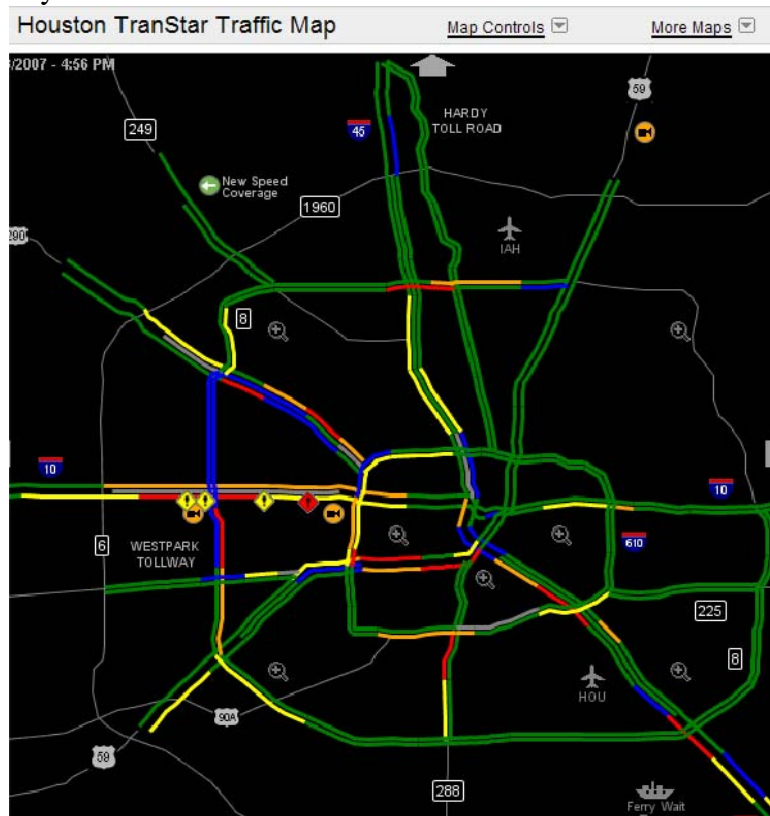 Houston TranStar Traffic Map
Map Controls
More Maps
/2007 - 4:56 PM
59
HARDY
TOLL ROAD
249
45
New Speed
Coverage
1960
290
IAH
8
10
10
6
WESTPARK
TOLLWAY
610
225
8
HOU
90A
59
288
Ferry Wait